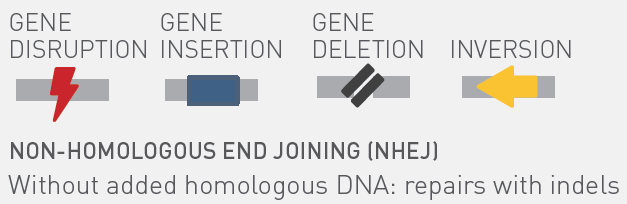 GENE DISRUPTION
GENE INSERTION
GENE DELETION
INVERSION
NON-HOMOLOGOUS END JOINING (NHEJ)
Without added homologous DNA: repairs with indels